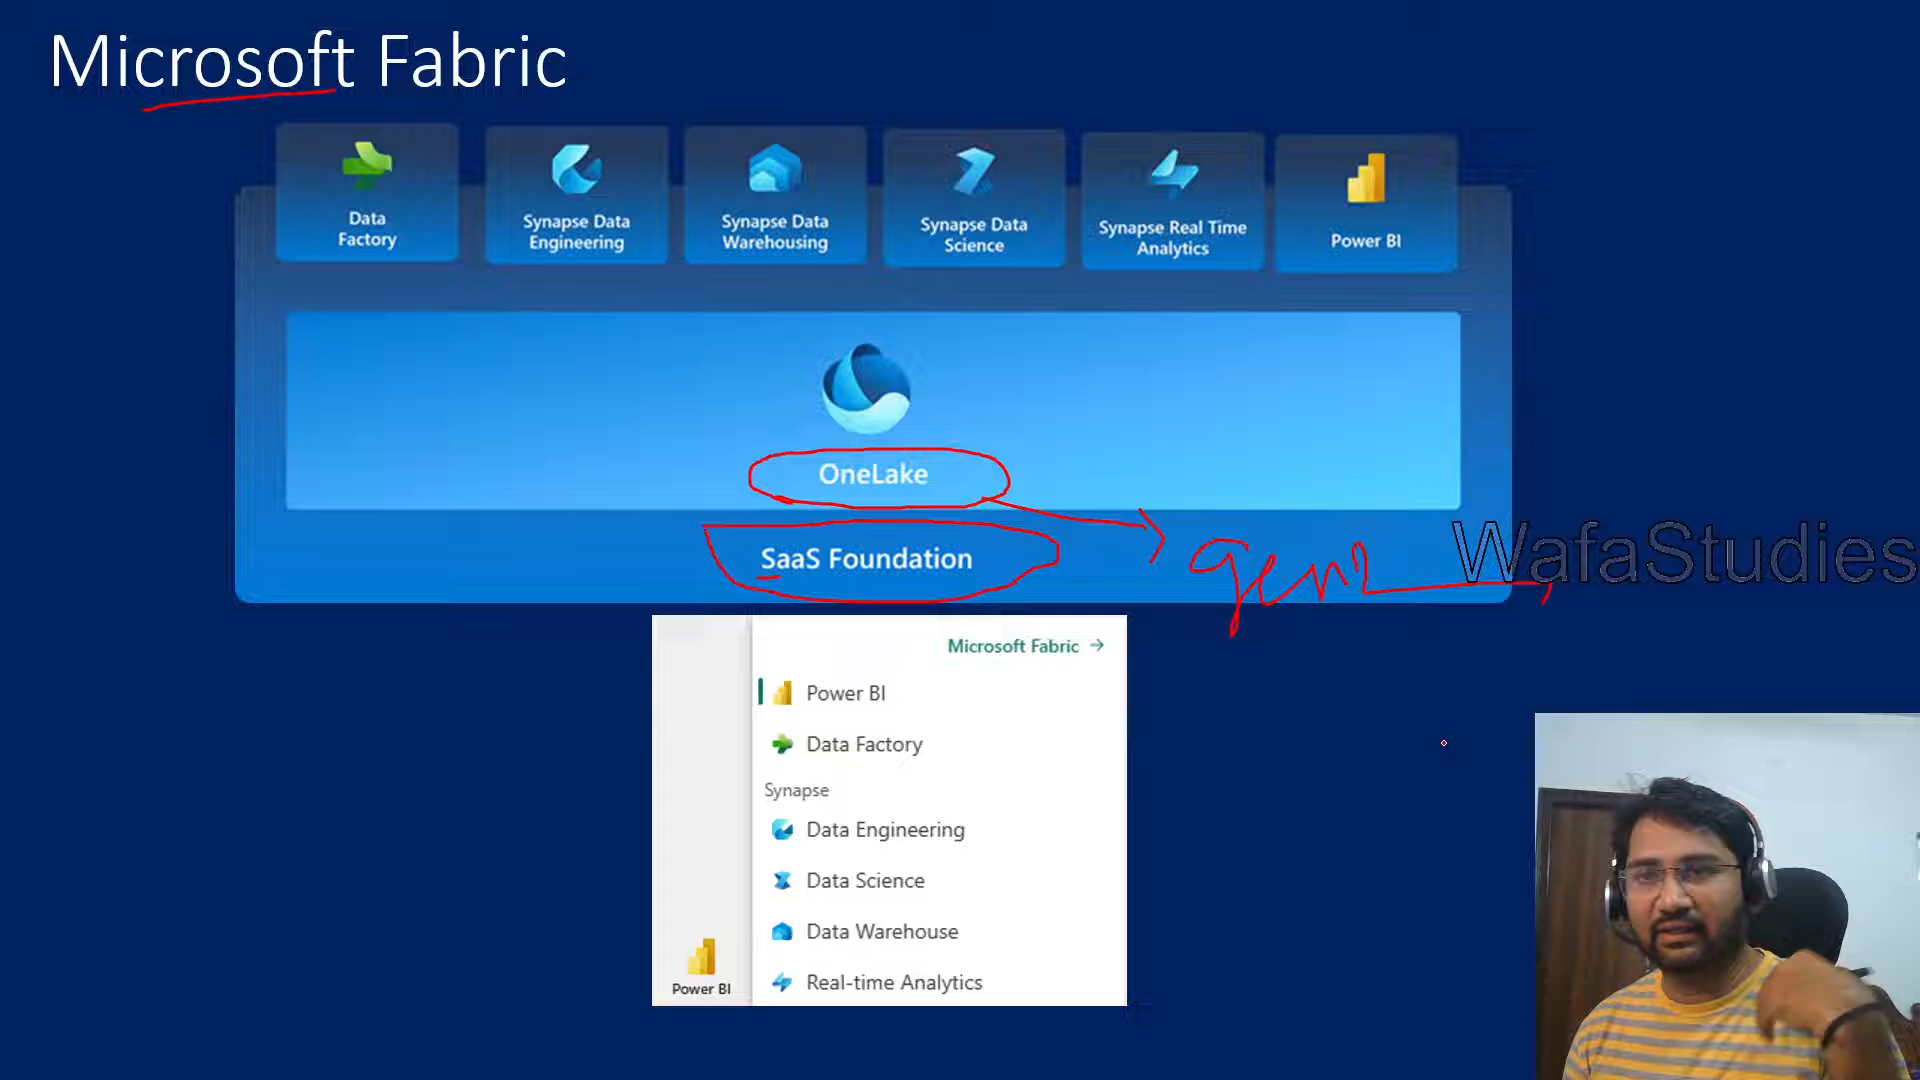 Microsoft Fabric
Data
Factory
Synapse Data
Engineering
Synapse Data
Warehousing
Synapse Data
Science
Synapse Real Time
Analytics
Power BI
OneLake
SaaS Foundation
gen2
WafaStudies
Microsoft Fabric →
Power BI
Data Factory
Synapse
Data Engineering
Data Science
Data Warehouse
Real-time Analytics
Power BI